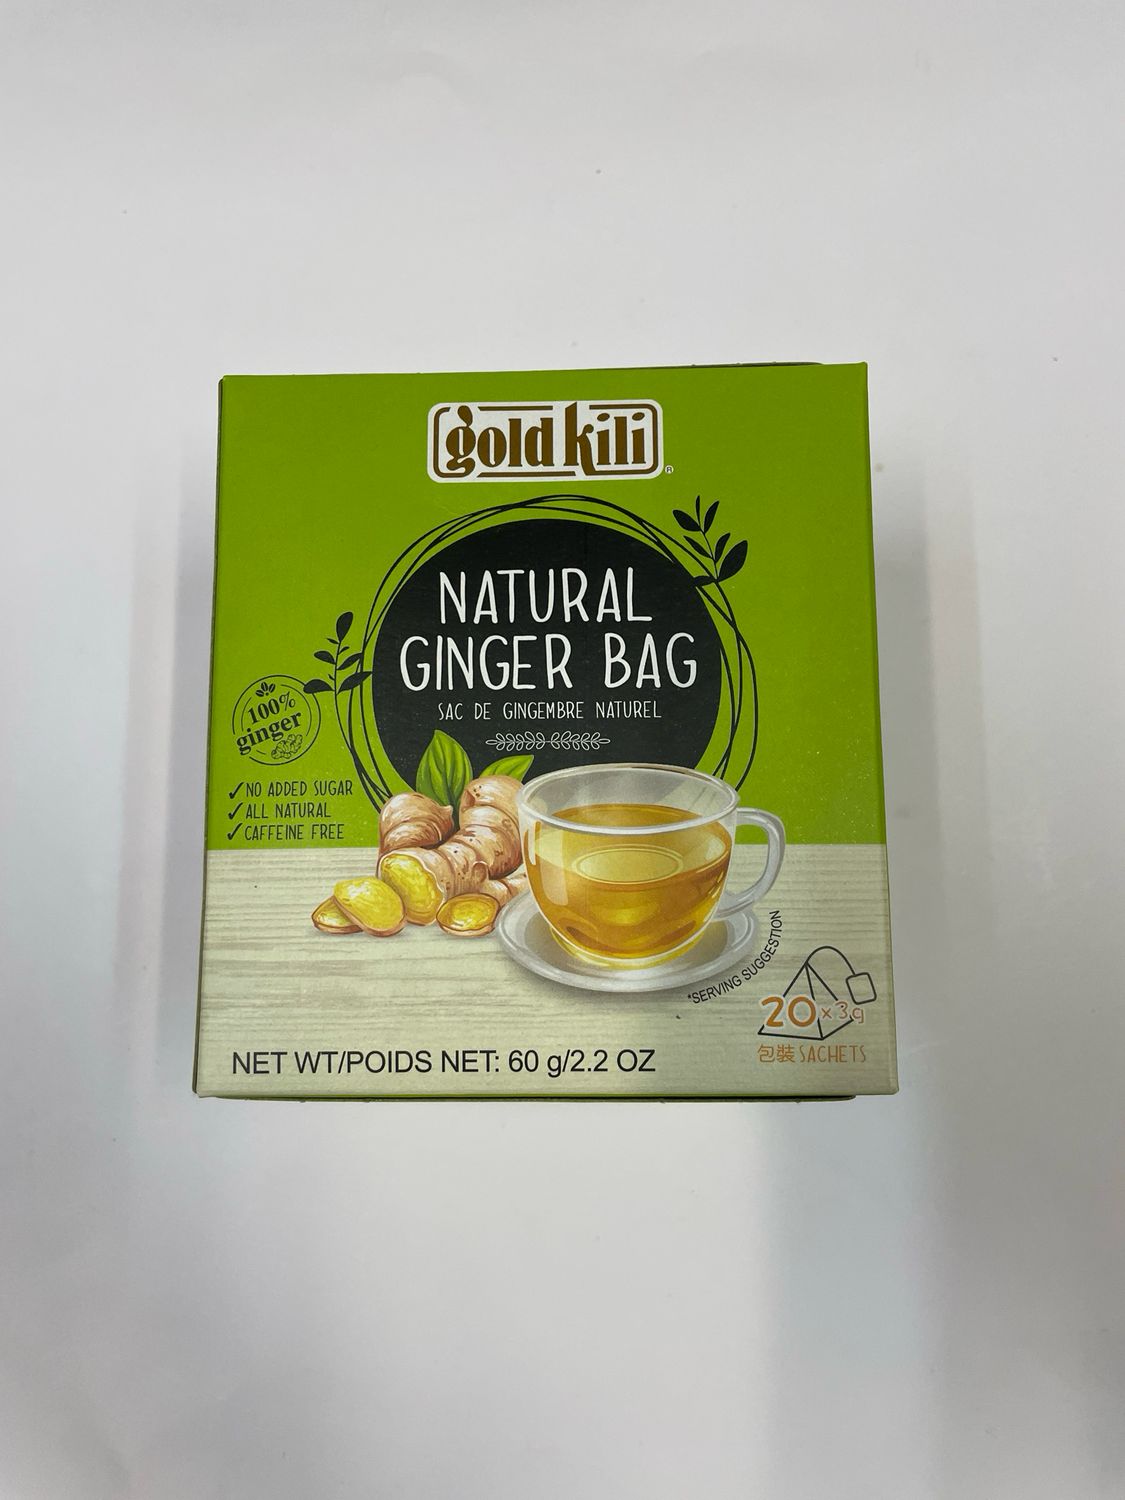 gold kili
®
NATURAL
GINGER BAG
SAC DE GINGEMBRE NATUREL
100%
ginger
✓NO ADDED SUGAR
✓ALL NATURAL
✓CAFFEINE FREE
*SERVING SUGGESTION
20×3g
包裝 SACHETS
NET WT/POIDS NET: 60 g/2.2 OZ